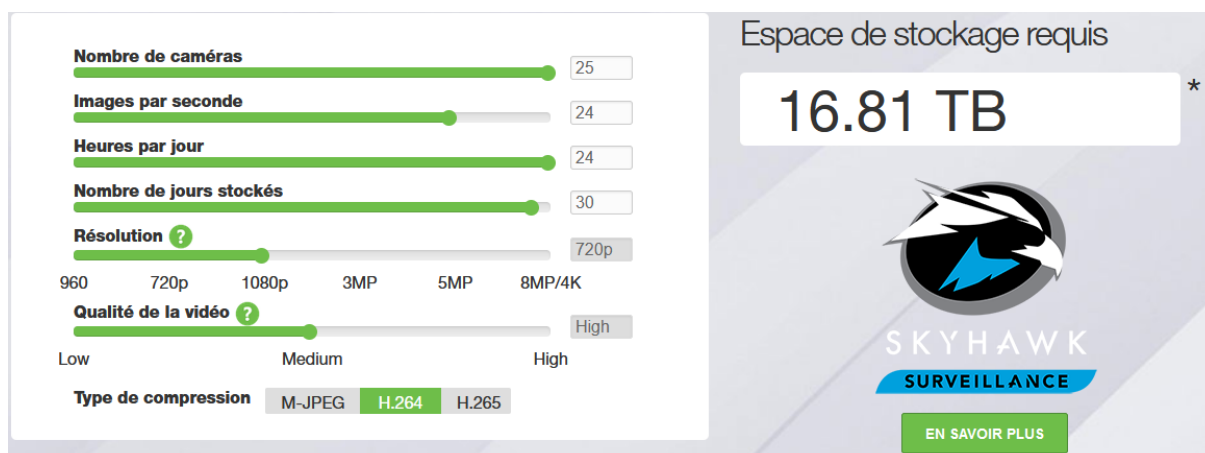 Nombre de caméras
25
Images par seconde
24
Heures par jour
24
Nombre de jours stockés
30
Résolution ?
720p
960 720p 1080p 3MP 5MP 8MP/4K
Qualité de la vidéo ?
High
Low Medium High
Type de compression M-JPEG H.264 H.265
Espace de stockage requis
16.81 TB *
SKYHAWK
SURVEILLANCE
EN SAVOIR PLUS